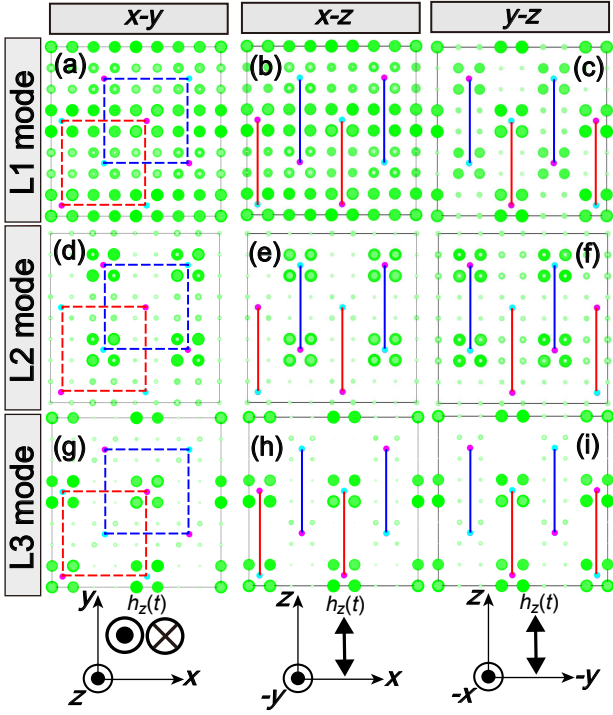 x-y x-z y-z
L1 mode (a) (b) (c)
L2 mode (d) (e) (f)
L3 mode (g) (h) (i)
y h_z(t) z h_z(t) z h_z(t)
z x -y x -x -y